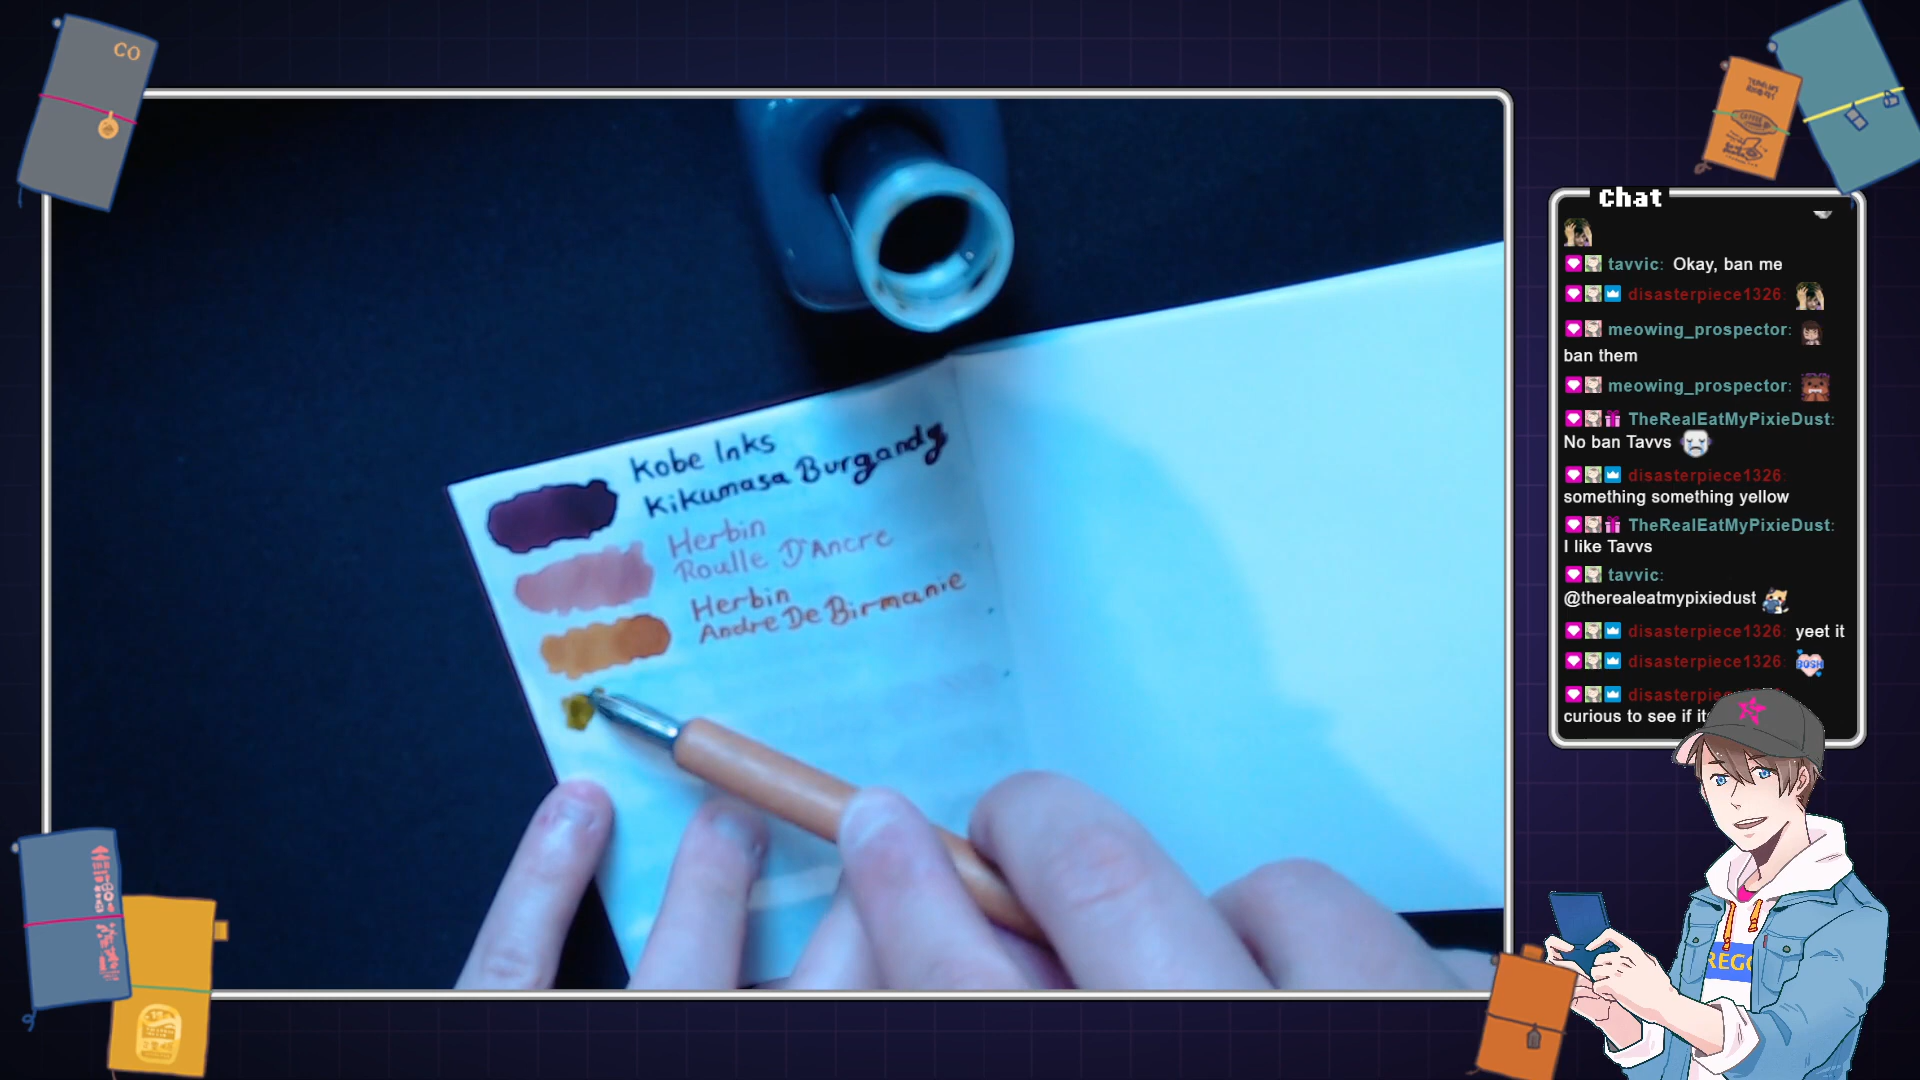 CO
chat
tavvic: Okay, ban me
disasterpiece1326:
meowing_prospector:
ban them
meowing_prospector:
TheRealEatMyPixieDust:
No ban Tavvs
disasterpiece1326:
something something yellow
TheRealEatMyPixieDust:
I like Tavvs
tavvic:
@therealeatmypixiedust
disasterpiece1326: yeet it
disasterpiece1326: BOSH
curious to see if it
Kobe Inks
Kikumasa Burgandy
Herbin
Roulle D'Ancre
Herbin
Andre De Birmanie